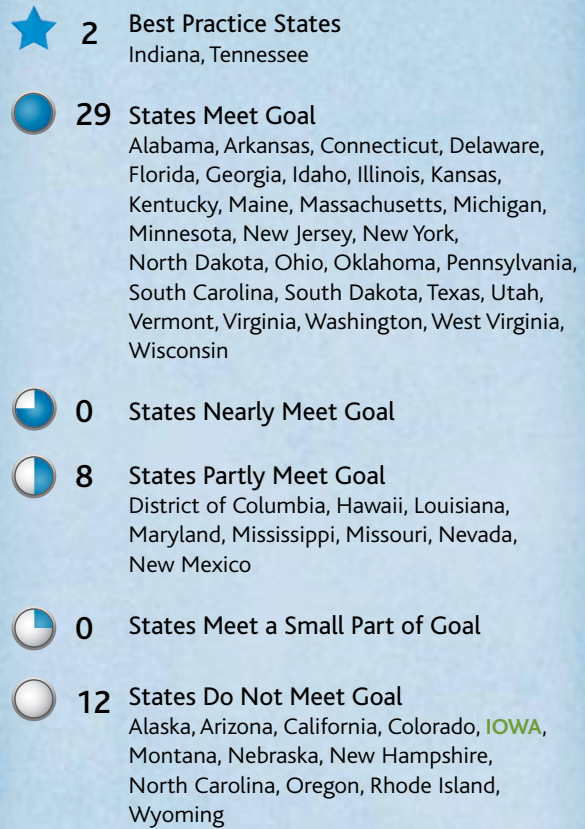 2 Best Practice States
Indiana, Tennessee
29 States Meet Goal
Alabama, Arkansas, Connecticut, Delaware,
Florida, Georgia, Idaho, Illinois, Kansas,
Kentucky, Maine, Massachusetts, Michigan,
Minnesota, New Jersey, New York,
North Dakota, Ohio, Oklahoma, Pennsylvania,
South Carolina, South Dakota, Texas, Utah,
Vermont, Virginia, Washington, West Virginia,
Wisconsin
0 States Nearly Meet Goal
8 States Partly Meet Goal
District of Columbia, Hawaii, Louisiana,
Maryland, Mississippi, Missouri, Nevada,
New Mexico
0 States Meet a Small Part of Goal
12 States Do Not Meet Goal
Alaska, Arizona, California, Colorado, IOWA,
Montana, Nebraska, New Hampshire,
North Carolina, Oregon, Rhode Island,
Wyoming